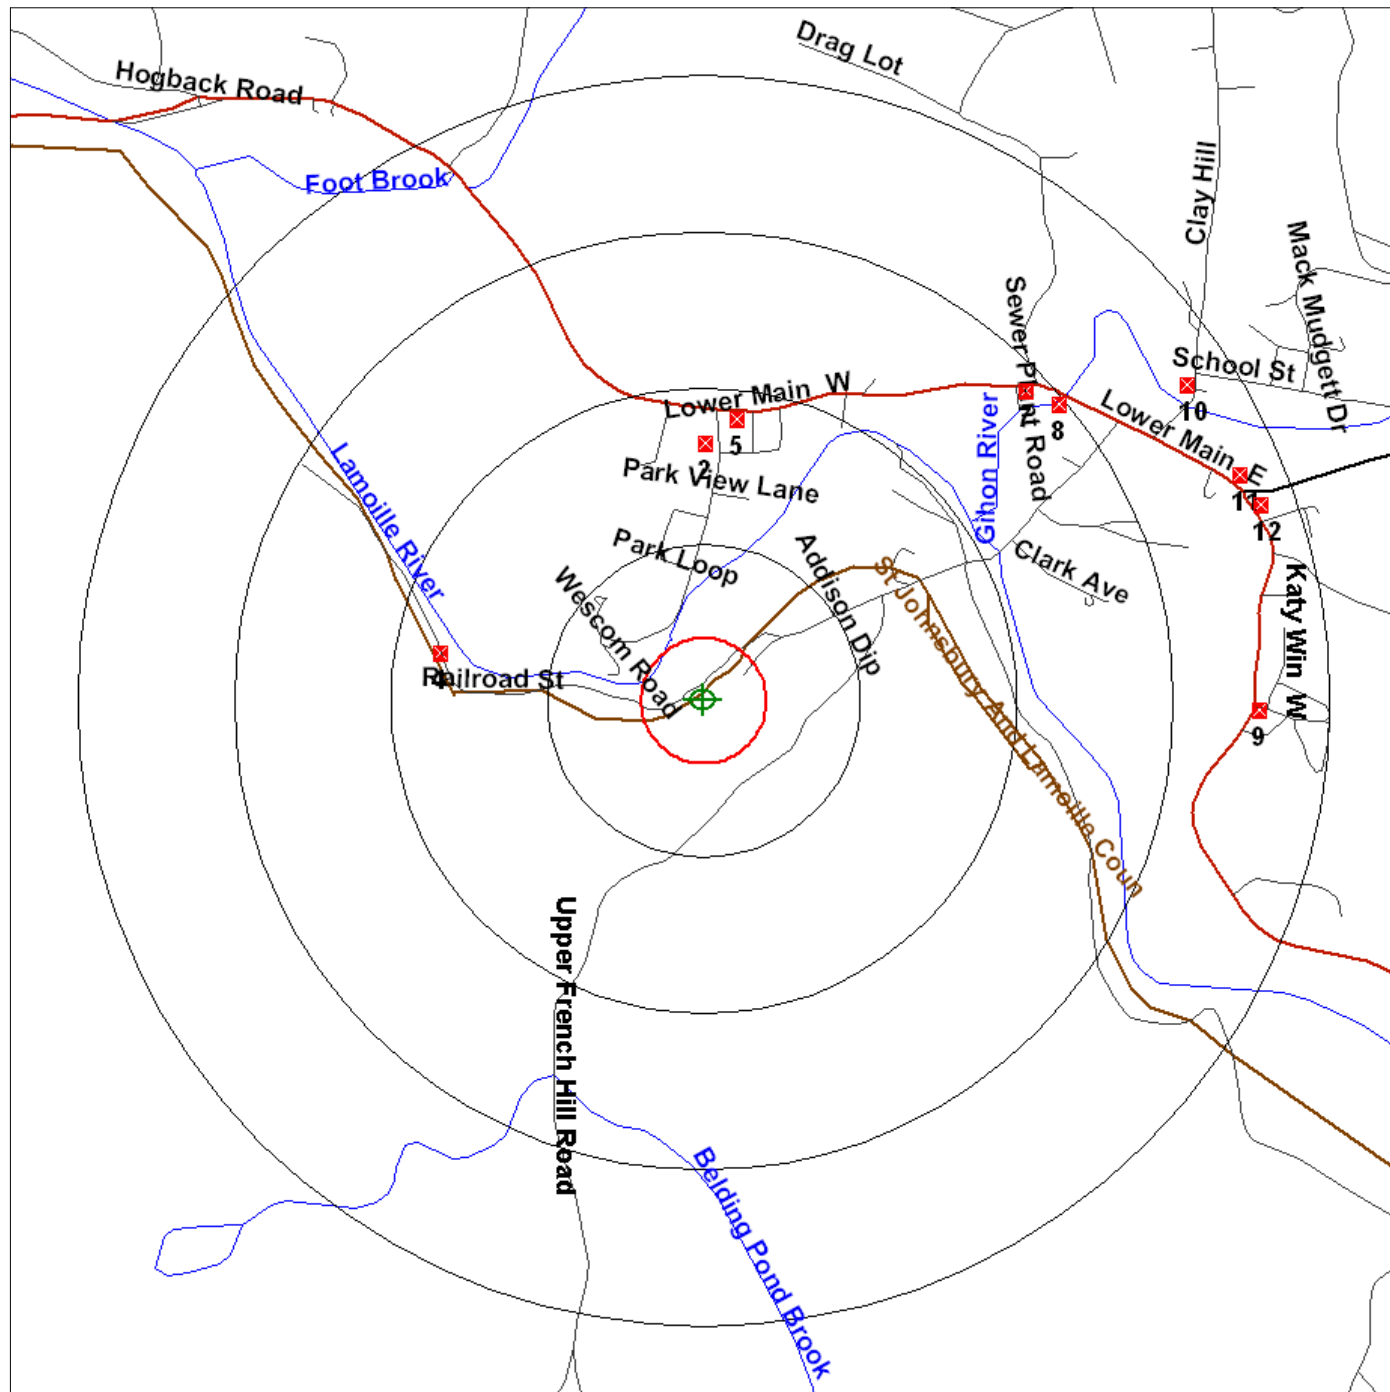 Drag Lot
Hogback Road
Clay Hill
Foot Brook
Mack Mudgett Dr
School St
Lower Main W
5
2
Park View Lane
Sewer Plant Road
8
10
Lower Main E
11
12
Gihon River
Clark Ave
Lamoille River
Park Loop
Wescom Road
Addison Dip
St Johnsbury And Lamoille Coun
Katy Win W
Railroad St
4
9
Upper French Hill Road
Belding Pond Brook